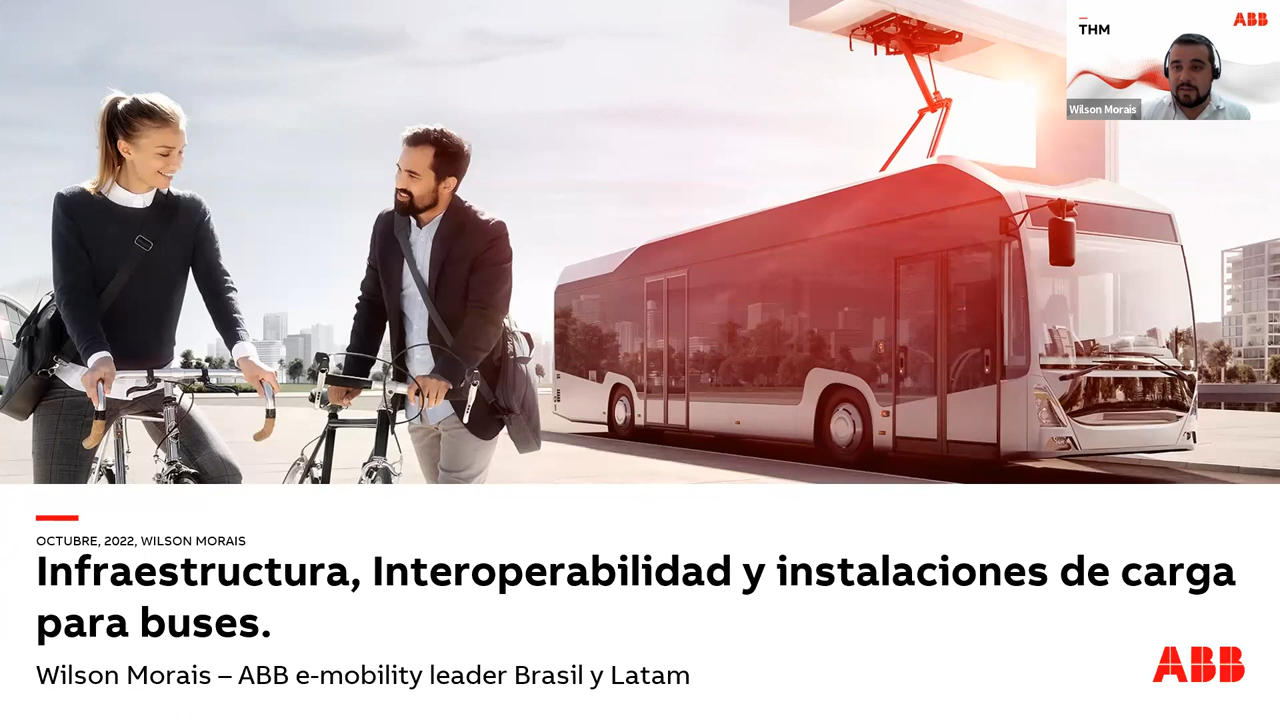 THM
ABB
Wilson Morais
OCTUBRE, 2022, WILSON MORAIS
Infraestructura, Interoperabilidad y instalaciones de carga
para buses.
Wilson Morais – ABB e-mobility leader Brasil y Latam
ABB